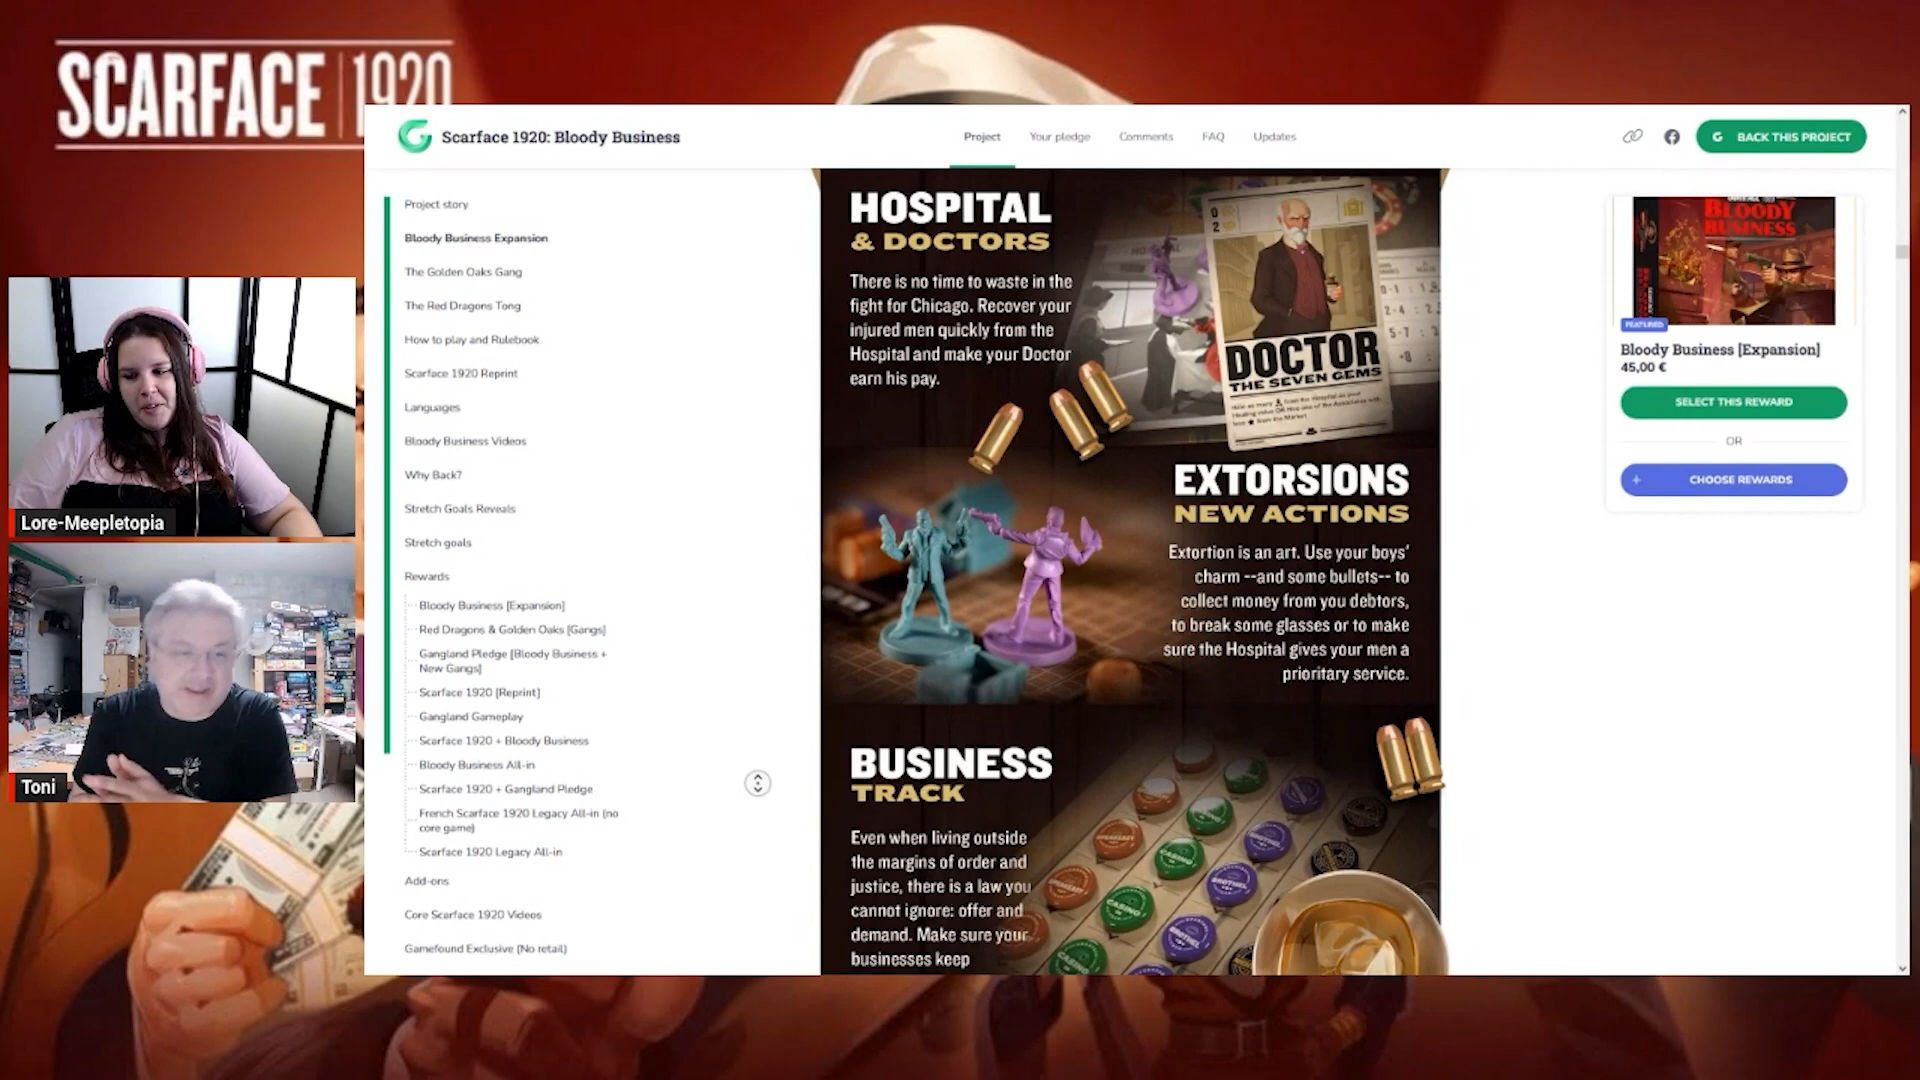 SCARFACE | 1920
Scarface 1920: Bloody Business
Project
Your pledge
Comments
FAQ
Updates
BACK THIS PROJECT
Project story
Bloody Business Expansion
The Golden Oaks Gang
The Red Dragons Tong
How to play and Rulebook
Scarface 1920 Reprint
Languages
Bloody Business Videos
Why Back?
Stretch Goals Reveals
Stretch goals
Rewards
Bloody Business [Expansion]
Red Dragons & Golden Oaks [Gangs]
Gangland Pledge [Bloody Business +
New Gangs]
Scarface 1920 [Reprint]
Gangland Gameplay
Scarface 1920 + Bloody Business
Bloody Business All-in
Scarface 1920 + Gangland Pledge
French Scarface 1920 Legacy All-in (no
core game)
Scarface 1920 Legacy All-in
Add-ons
Core Scarface 1920 Videos
Gamefound Exclusive (No retail)
HOSPITAL
& DOCTORS
There is no time to waste in the
fight for Chicago. Recover your
injured men quickly from the
Hospital and make your Doctor
earn his pay.
0
2
DOCTOR
THE SEVEN GEMS
EXTORSIONS
NEW ACTIONS
Extortion is an art. Use your boys'
charm --and some bullets-- to
collect money from you debtors,
to break some glasses or to make
sure the Hospital gives your men a
prioritary service.
BUSINESS
TRACK
Even when living outside
the margins of order and
justice, there is a law you
cannot ignore: offer and
demand. Make sure your
businesses keep
SPEAKEASY
CASINO
BROTHEL
CASINO
BROTHEL
CASINO
BLOODY
BUSINESS
FEATURED
Bloody Business [Expansion]
45,00 €
SELECT THIS REWARD
OR
+ CHOOSE REWARDS
Lore-Meepletopia
Toni